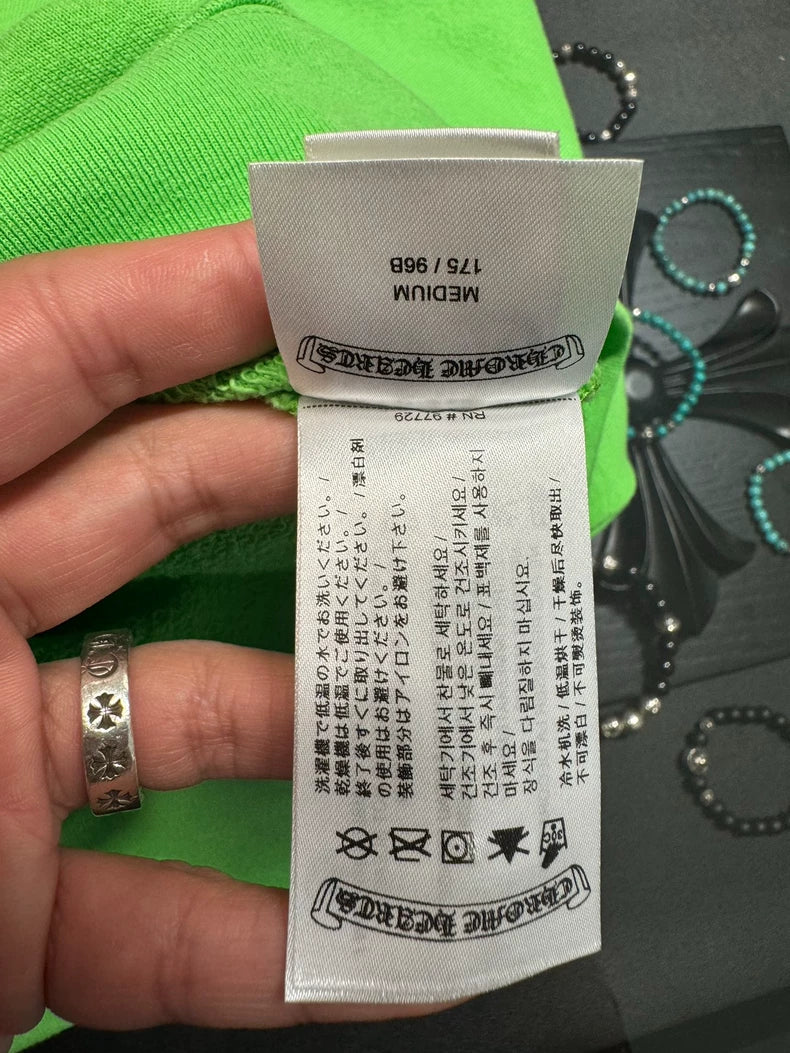 CHROME HEARTS
MEDIUM
175 / 96B
RN # 97729
洗濯機で低温の水でお洗いください。/
乾燥機は低温でご使用ください。/
終了後すぐに取り出してください。/漂白剤
の使用はお避けください。/
装飾部分はアイロンをお避け下さい。
세탁기에서 찬물로 세탁하세요/
건조기에서 낮은 온도로 건조시키세요/
건조 후 즉시 빼내세요/표백제를 사용하지
마세요/
장식을 다림질하지 마십시요.
冷水机洗/低温烘干/干燥后尽快取出/
不可漂白/不可熨烫装饰。
30C
CHROME HEARTS